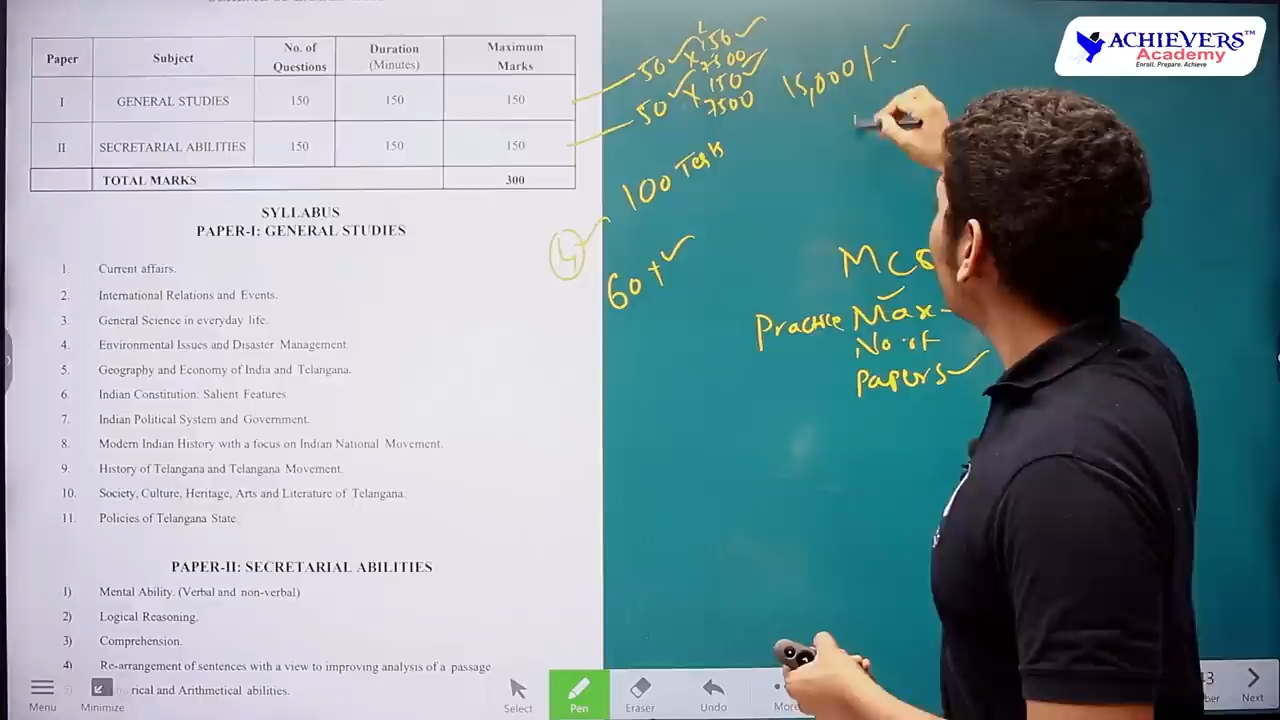 Paper Subject No. of Questions Duration (Minutes) Maximum Marks
I GENERAL STUDIES 150 150 150
II SECRETARIAL ABILITIES 150 150 150
TOTAL MARKS 300
SYLLABUS
PAPER-I: GENERAL STUDIES
1. Current affairs.
2. International Relations and Events.
3. General Science in everyday life.
4. Environmental Issues and Disaster Management.
5. Geography and Economy of India and Telangana.
6. Indian Constitution: Salient Features.
7. Indian Political System and Government.
8. Modern Indian History with a focus on Indian National Movement.
9. History of Telangana and Telangana Movement.
10. Society, Culture, Heritage, Arts and Literature of Telangana.
11. Policies of Telangana State.
PAPER-II: SECRETARIAL ABILITIES
1) Mental Ability. (Verbal and non-verbal)
2) Logical Reasoning.
3) Comprehension.
4) Re-arrangement of sentences with a view to improving analysis of a passage
5) rical and Arithmetical abilities.
50 x 150
7500
50 x 150
7500
15,000/-
100 Tests
60+
Practice Max
No. of
Papers
ACHIEVERS™
Academy
Enroll. Prepare. Achieve
Menu Minimize Select Pen Eraser Undo More Next